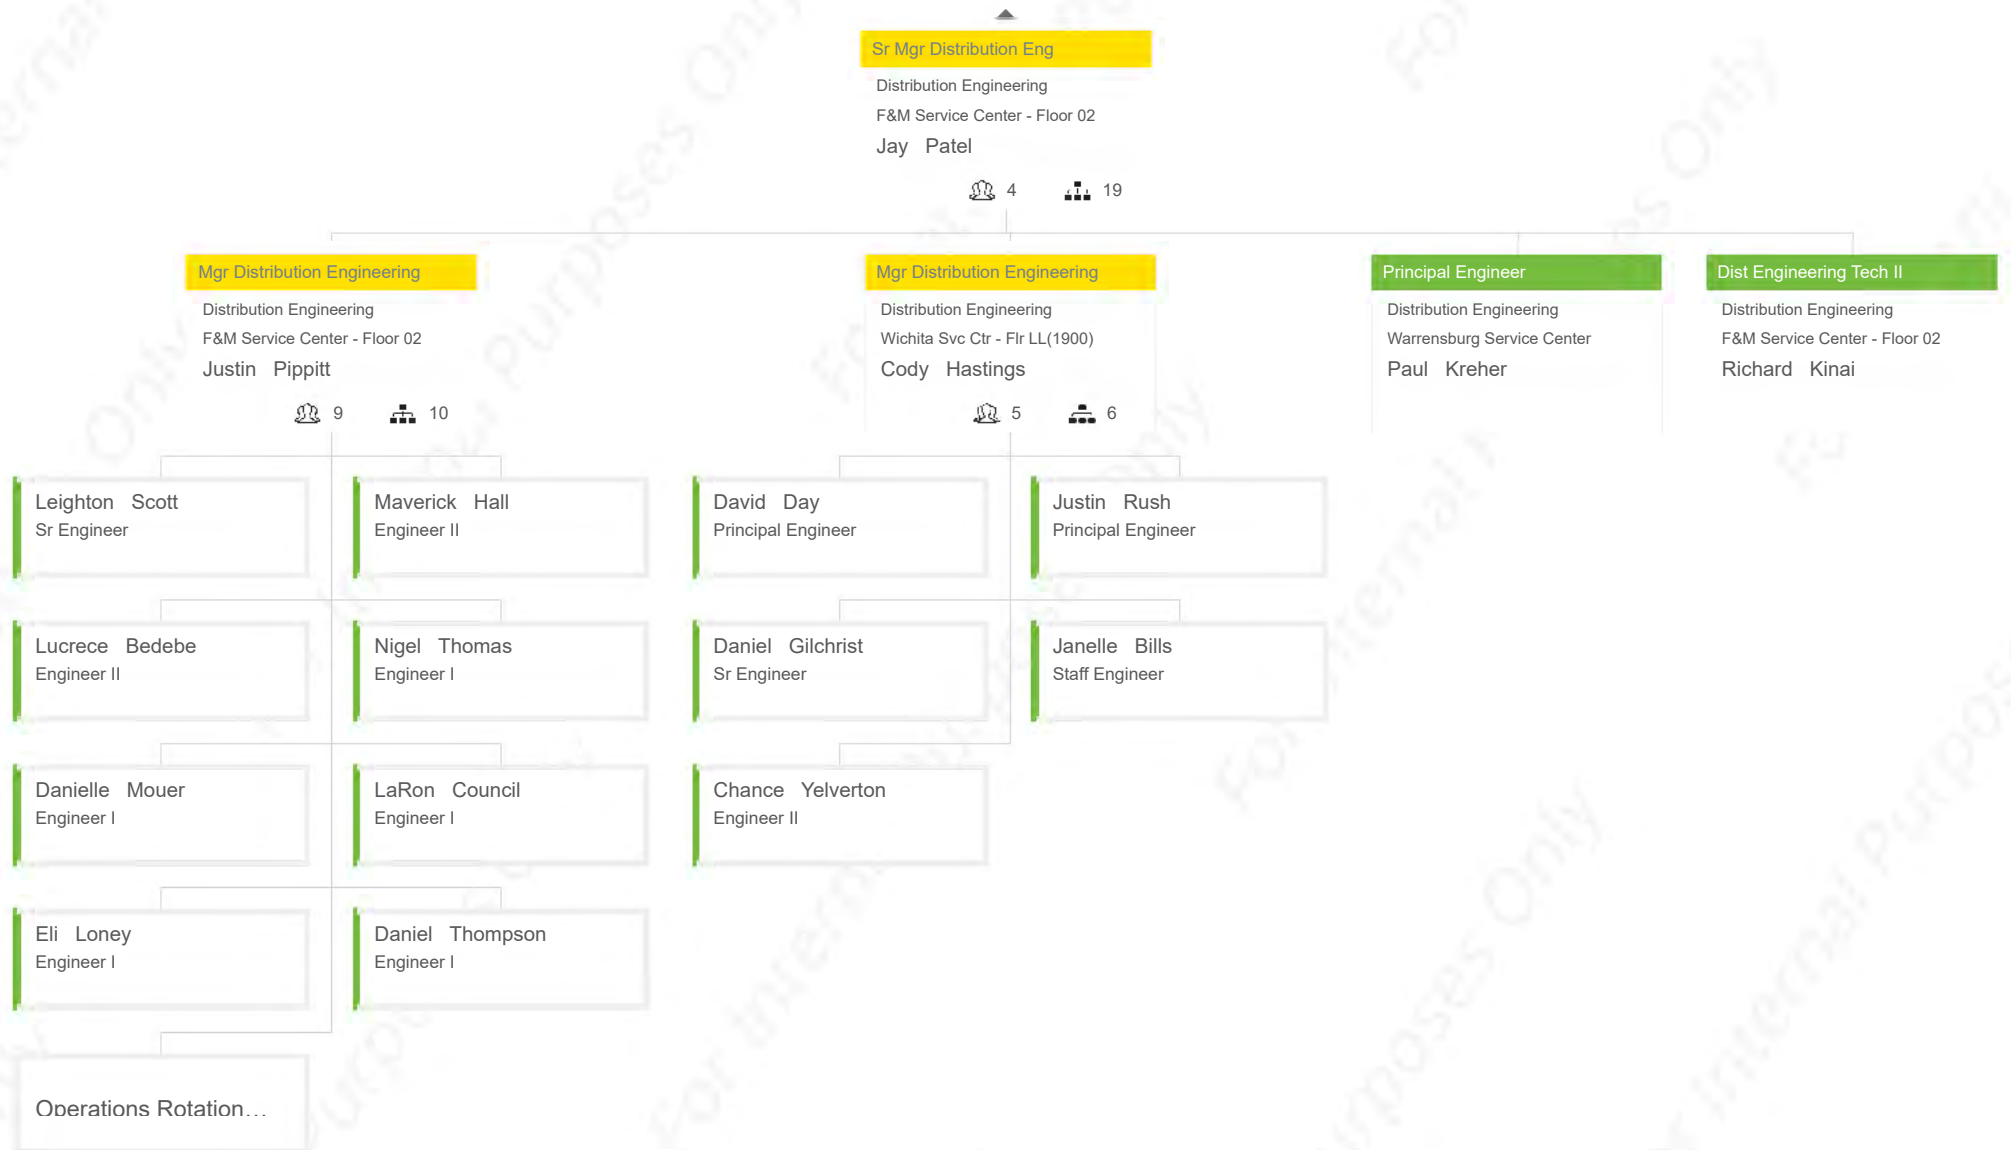 Sr Mgr Distribution Eng
Distribution Engineering
F&M Service Center - Floor 02
Jay Patel
4 19
Mgr Distribution Engineering
Distribution Engineering
F&M Service Center - Floor 02
Justin Pippitt
9 10
Mgr Distribution Engineering
Distribution Engineering
Wichita Svc Ctr - Flr LL(1900)
Cody Hastings
5 6
Principal Engineer
Distribution Engineering
Warrensburg Service Center
Paul Kreher
Dist Engineering Tech II
Distribution Engineering
F&M Service Center - Floor 02
Richard Kinai
Leighton Scott
Sr Engineer
Maverick Hall
Engineer II
Lucrece Bedebe
Engineer II
Nigel Thomas
Engineer I
Danielle Mouer
Engineer I
LaRon Council
Engineer I
Eli Loney
Engineer I
Daniel Thompson
Engineer I
Operations Rotation…
David Day
Principal Engineer
Justin Rush
Principal Engineer
Daniel Gilchrist
Sr Engineer
Janelle Bills
Staff Engineer
Chance Yelverton
Engineer II
For Internal Purposes Only